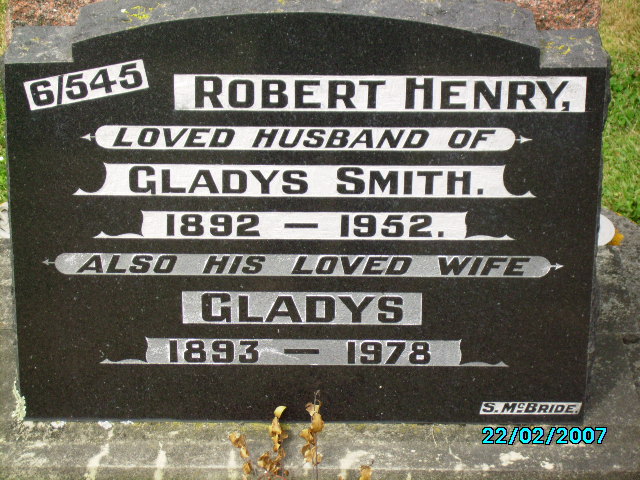 6/545
ROBERT HENRY,
LOVED HUSBAND OF
GLADYS SMITH.
1892 — 1952.
ALSO HIS LOVED WIFE
GLADYS
1893 — 1978
S. McBRIDE.
22/02/2007